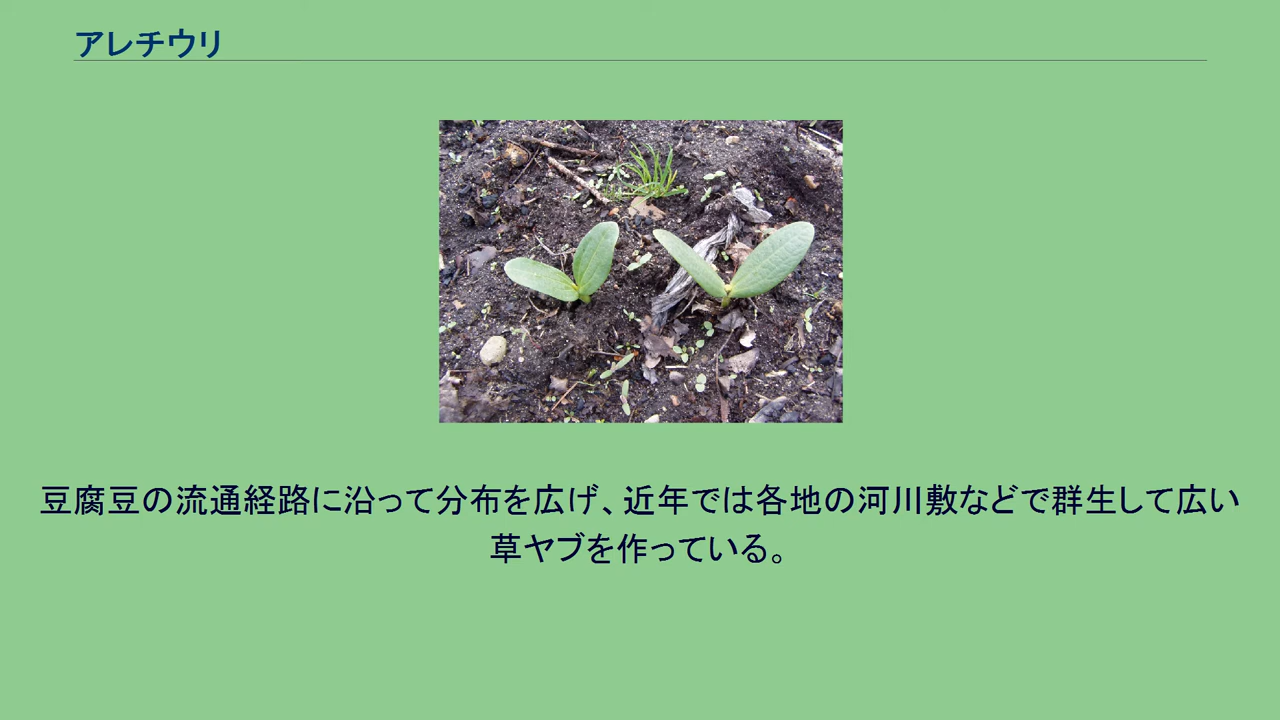 アレチウリ
豆腐豆の流通経路に沿って分布を広げ、近年では各地の河川敷などで群生して広い
草ヤブを作っている。